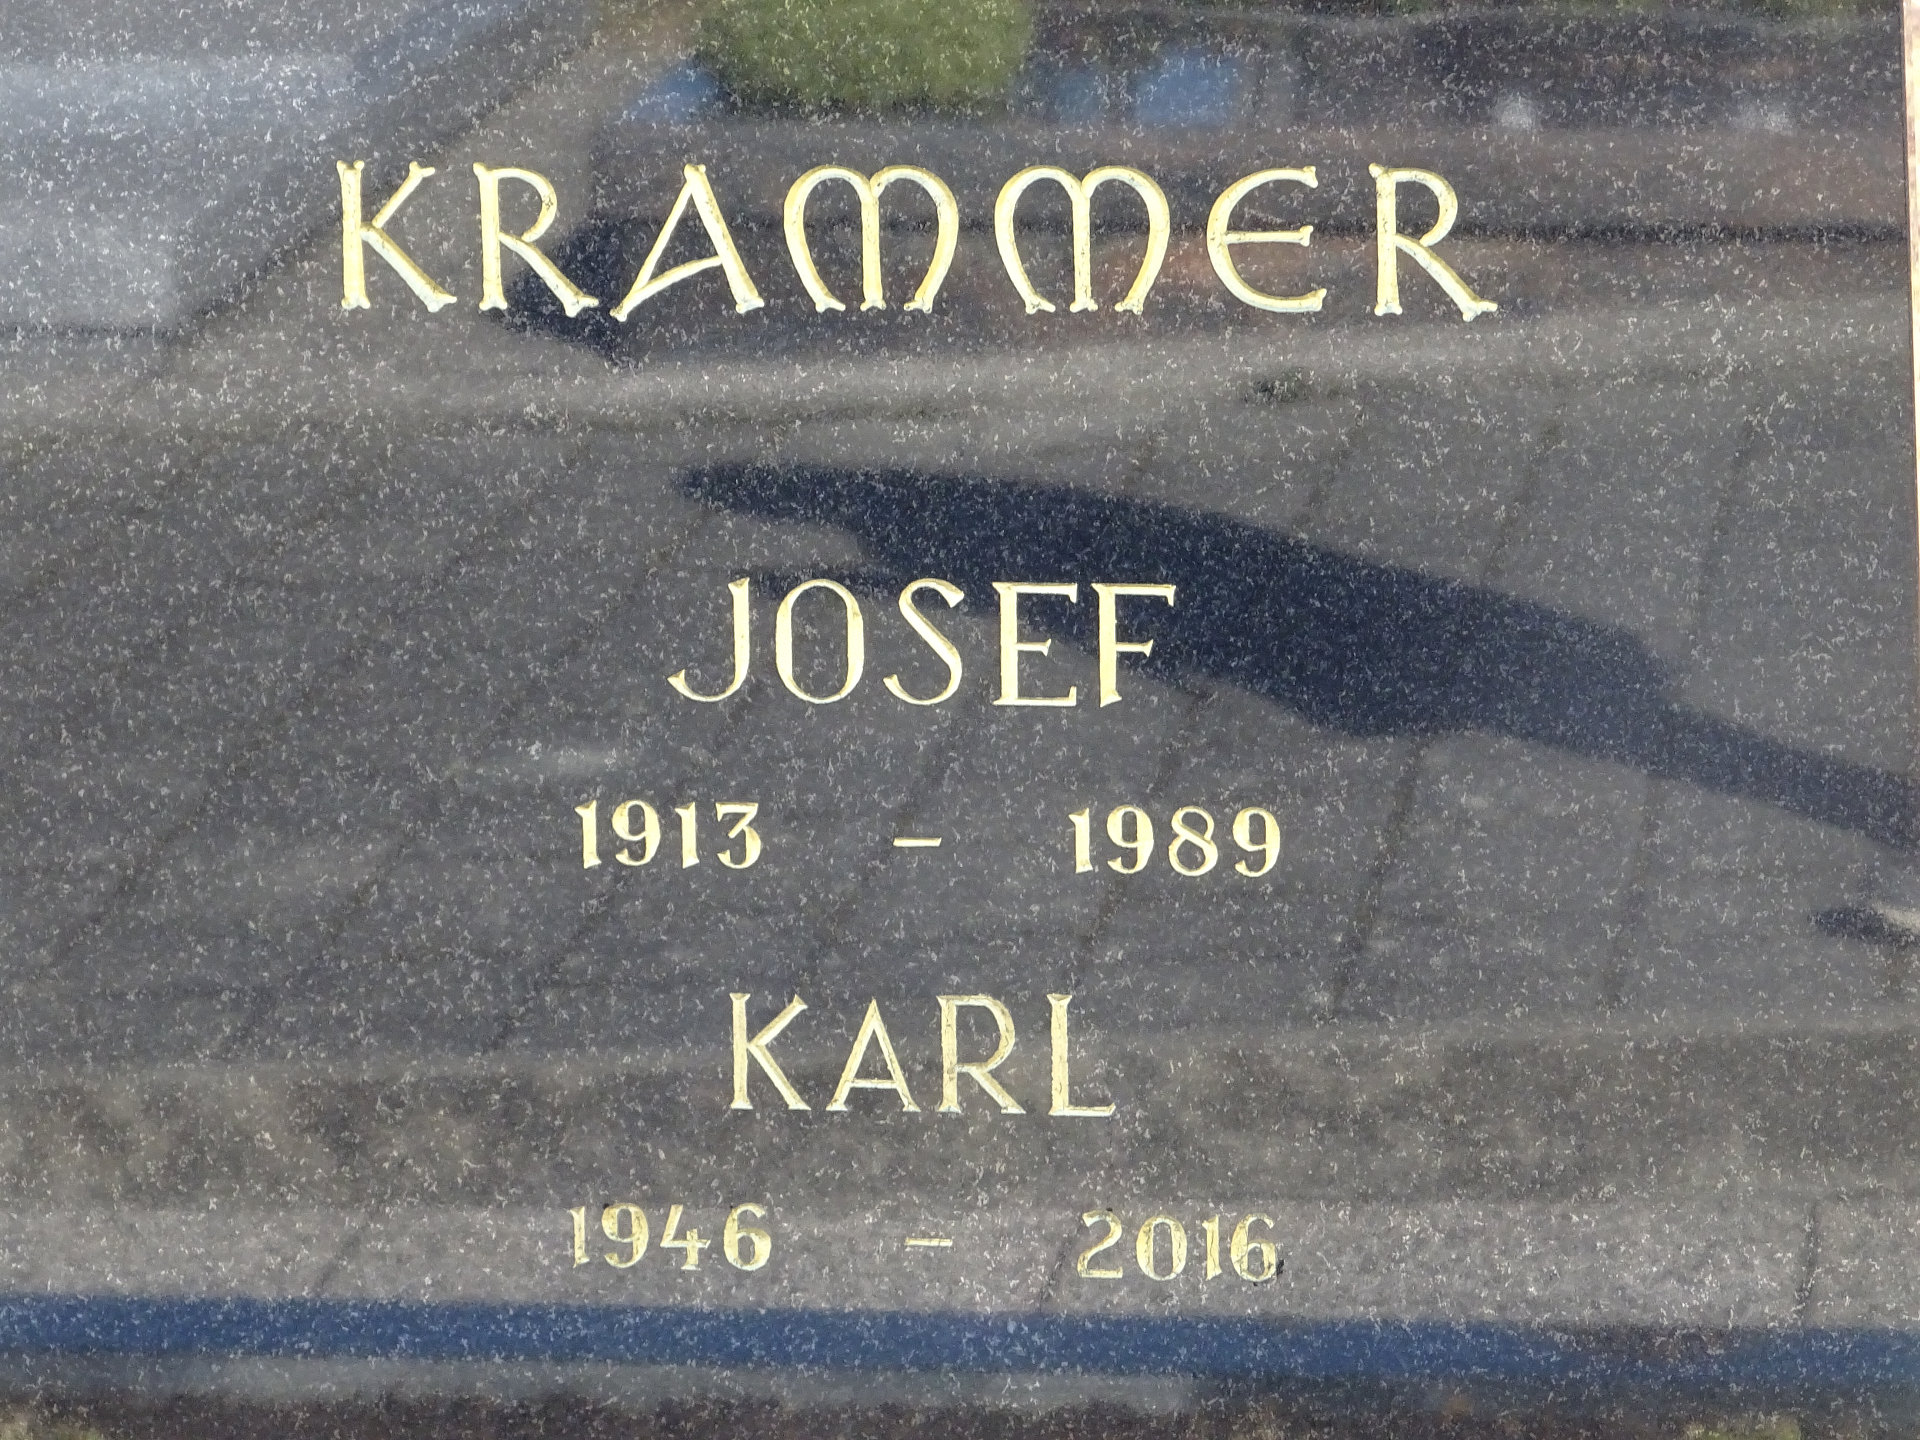 KRAMMER
JOSEF
1913 - 1989
KARL
1946 - 2016